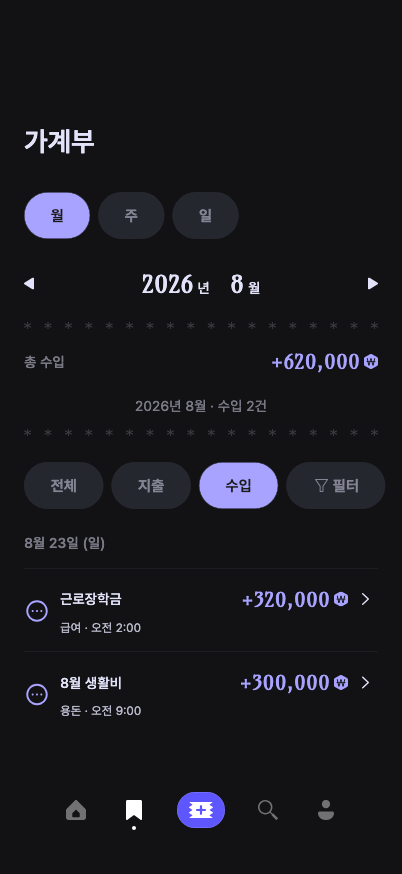 가계부
월 주 일
2026 년 8 월
* * * * * * * * * * * * * * * * * *
총 수입 +620,000 ₩
2026년 8월 · 수입 2건
* * * * * * * * * * * * * * * * * *
전체 지출 수입 필터
8월 23일 (일)
근로장학금 +320,000 ₩
급여 · 오전 2:00
8월 생활비 +300,000 ₩
용돈 · 오전 9:00